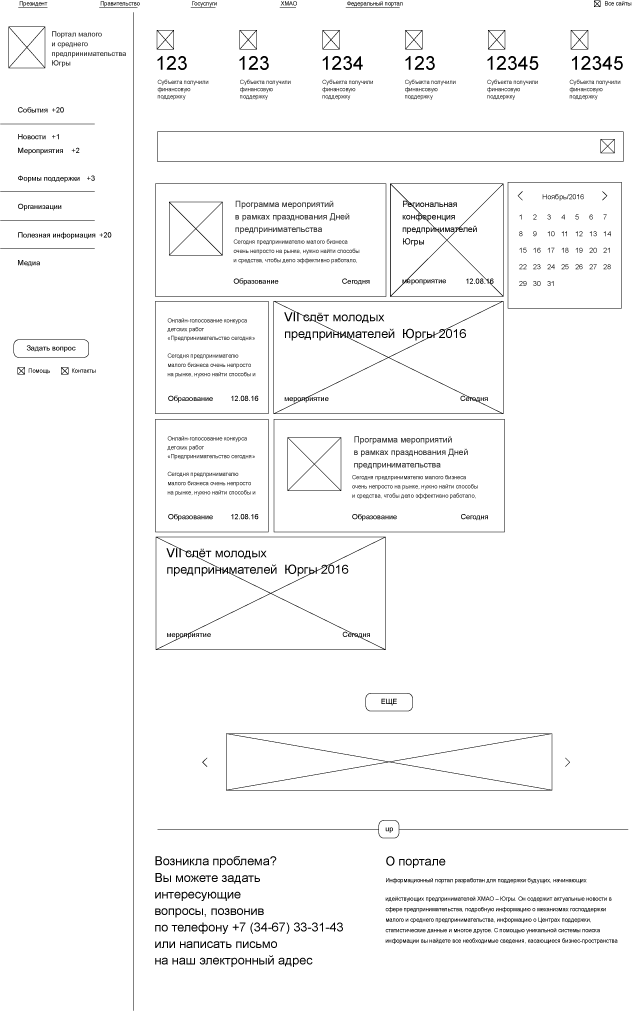 Президент Правительство Госуслуги ХМАО Федеральный портал Все сайты
Портал малого
и среднего
предпринимательства
Югры
События +20
Новости +1
Мероприятия +2
Формы поддержки +3
Организации
Полезная информация +20
Медиа
Задать вопрос
Помощь Контакты
123 123 1234 123 12345 12345
Субъекта получили
финансовую
поддержку
Субъекта получили
финансовую
поддержку
Субъекта получили
финансовую
поддержку
Субъекта получили
финансовую
поддержку
Субъекта получили
финансовую
поддержку
Субъекта получили
финансовую
поддержку
Программа мероприятий
в рамках празднования Дней
предпринимательства
Сегодня предпринимателю малого бизнеса
очень непросто на рынке, нужно найти способы
и средства, чтобы дело эффективно работало,
Образование Сегодня
Региональная
конференция
предпринимателей
Югры
мероприятие 12.08.16
Ноябрь/2016
1 2 3 4 5 6 7
8 9 10 11 12 13 14
15 16 17 18 19 20 21
22 23 24 25 26 27 28
29 30 31
Онлайн-голосование конкурса
детских работ
«Предпринимательство сегодня»
Сегодня предпринимателю
малого бизнеса очень непросто
на рынке, нужно найти способы и
Образование 12.08.16
VII слёт молодых
предпринимателей Юргы 2016
мероприятие Сегодня
Онлайн-голосование конкурса
детских работ
«Предпринимательство сегодня»
Сегодня предпринимателю
малого бизнеса очень непросто
на рынке, нужно найти способы и
Образование 12.08.16
Программа мероприятий
в рамках празднования Дней
предпринимательства
Сегодня предпринимателю малого бизнеса
очень непросто на рынке, нужно найти способы
и средства, чтобы дело эффективно работало,
Образование Сегодня
VII слёт молодых
предпринимателей Юргы 2016
мероприятие Сегодня
ЕЩЕ
up
Возникла проблема?
Вы можете задать
интересующие
вопросы, позвонив
по телефону +7 (34-67) 33-31-43
или написать письмо
на наш электронный адрес
О портале
Информационный портал разработан для поддержки будущих, начинающих
идействующих предпринимателей ХМАО – Югры. Он содержит актуальные новости в
сфере предпринимательства, подробную информацию о механизмах господдержки
малого и среднего предпринимательства, информацию о Центрах поддержки,
статистические данные и многое другое. С помощью уникальной системы поиска
информации вы найдете все необходимые сведения, касающиеся бизнес-пространства